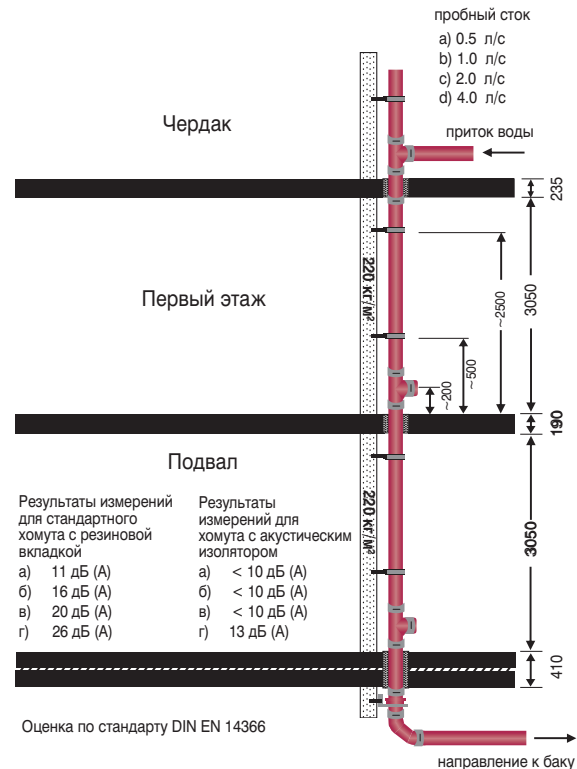 пробный сток
a) 0.5 л/с
b) 1.0 л/с
c) 2.0 л/с
d) 4.0 л/с
Чердак
приток воды
235
220 кг/м²
~2500
3050
Первый этаж
~500
~200
190
Подвал
Результаты измерений
для стандартного
хомута с резиновой
вкладкой
а) 11 дБ (А)
б) 16 дБ (А)
в) 20 дБ (А)
г) 26 дБ (А)
Результаты
измерений для
хомута с акустическим
изолятором
а) < 10 дБ (А)
б) < 10 дБ (А)
в) < 10 дБ (А)
г) 13 дБ (А)
220 кг/м²
3050
410
Оценка по стандарту DIN EN 14366
направление к баку